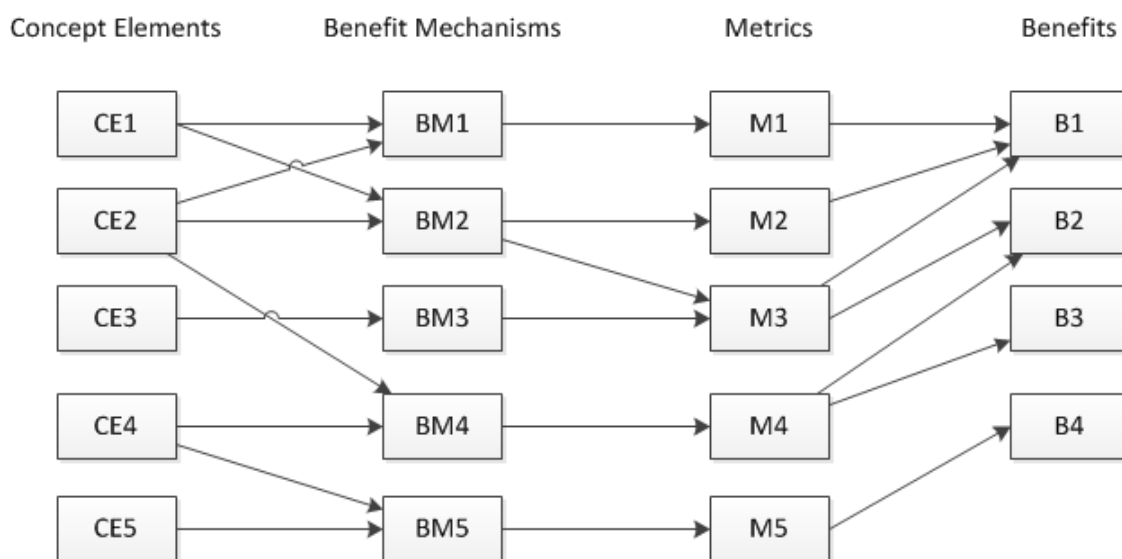 Concept Elements Benefit Mechanisms Metrics Benefits
CE1 BM1 M1 B1
CE2 BM2 M2 B2
CE3 BM3 M3 B3
CE4 BM4 M4 B4
CE5 BM5 M5